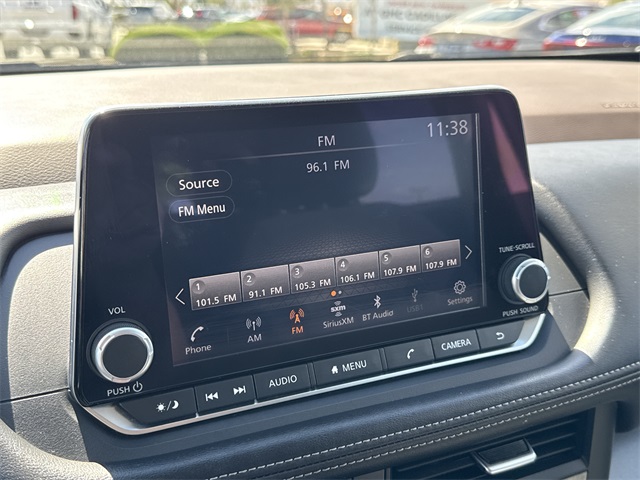 FM
11:38
96.1 FM
Source
FM Menu
1 2 3 4 5 6
101.5 FM 91.1 FM 105.3 FM 106.1 FM 107.9 FM 107.9 FM
Phone AM FM sxm SiriusXM BT Audio USB Settings
VOL
PUSH
TUNE·SCROLL
PUSH SOUND
AUDIO MENU CAMERA